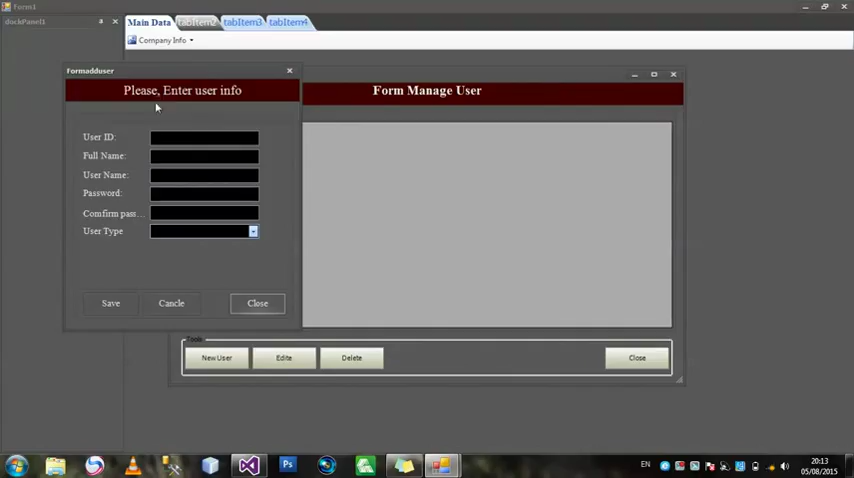 Form1
dockPanel1
Main Data
tabItem2
tabItem3
tabItem4
Company Info
Formadduser
Please, Enter user info
User ID:
Full Name:
User Name:
Password:
Comfirm pass...
User Type
Save
Cancle
Close
Form Manage User
Tools
New User
Edite
Delete
Close
Ps
EN
20:13
05/08/2015